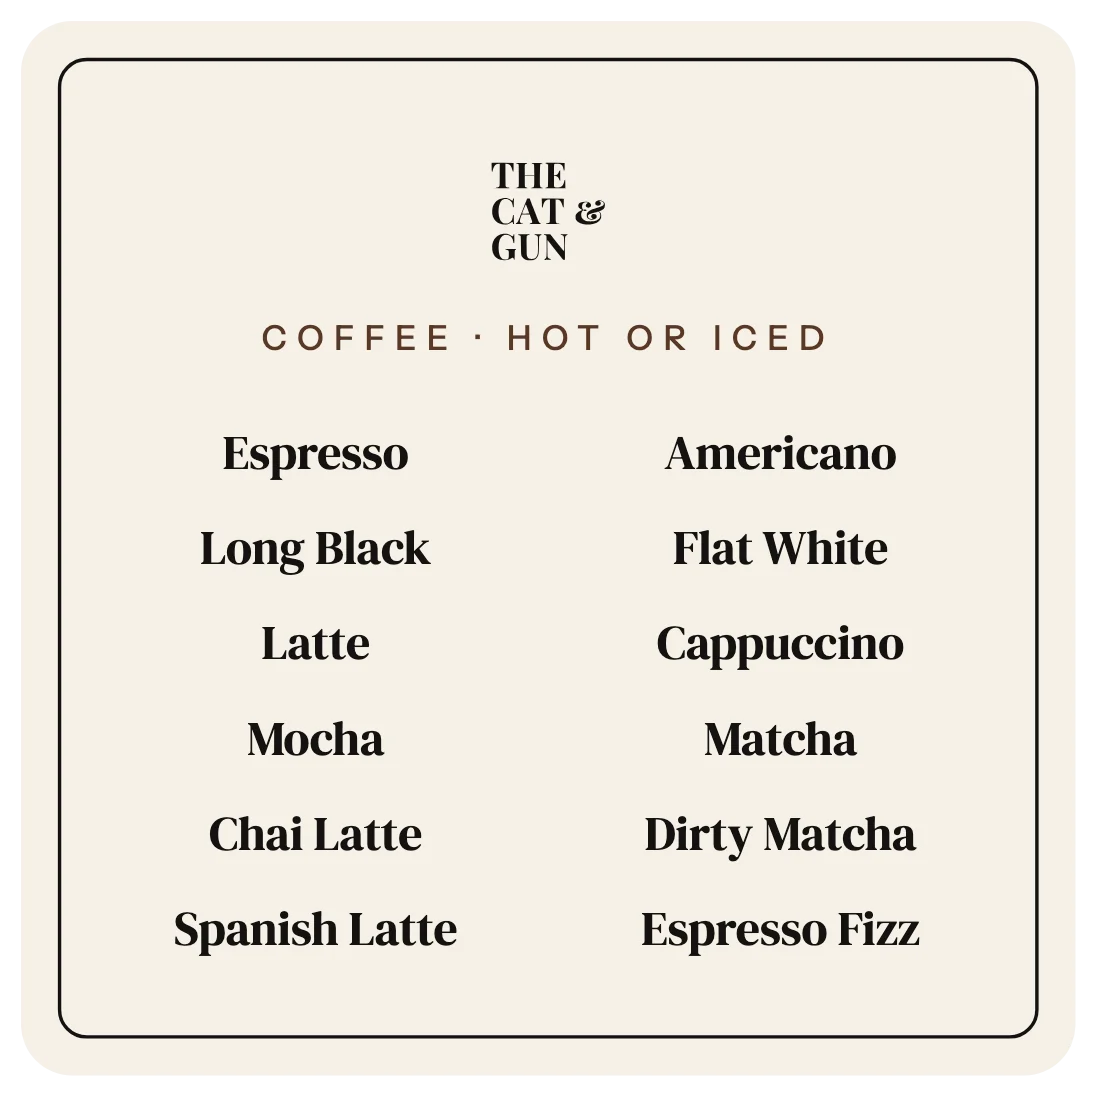 THE
CAT &
GUN
COFFEE · HOT OR ICED
Espresso
Americano
Long Black
Flat White
Latte
Cappuccino
Mocha
Matcha
Chai Latte
Dirty Matcha
Spanish Latte
Espresso Fizz